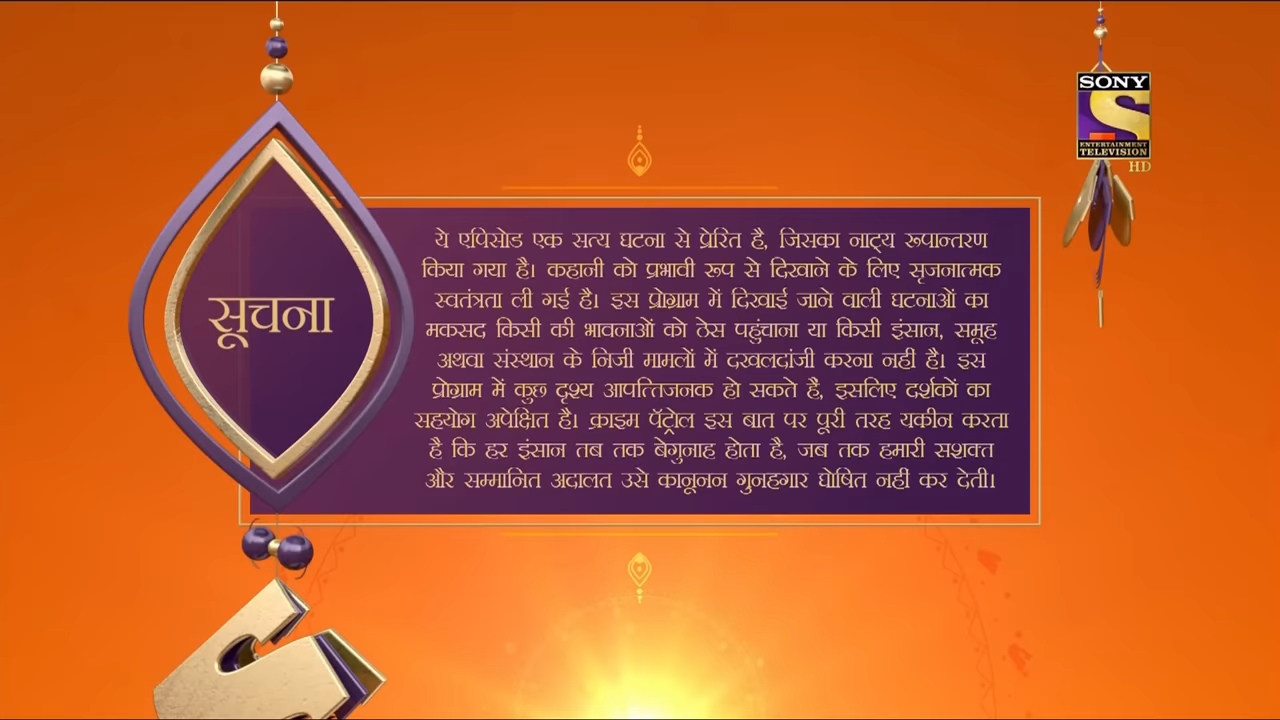 सूचना
ये एपिसोड एक सत्य घटना से प्रेरित है, जिसका नाट्य रूपान्तरण
किया गया है। कहानी को प्रभावी रूप से दिखाने के लिए सृजनात्मक
स्वतंत्रता ली गई है। इस प्रोग्राम में दिखाई जाने वाली घटनाओं का
मकसद किसी की भावनाओं को ठेस पहुंचाना या किसी इंसान, समूह
अथवा संस्थान के निजी मामलों में दखलदांजी करना नहीं है। इस
प्रोग्राम में कुछ दृश्य आपत्तिजनक हो सकते हैं, इसलिए दर्शकों का
सहयोग अपेक्षित है। क्राइम पॅट्रोल इस बात पर पूरी तरह यकीन करता
है कि हर इंसान तब तक बेगुनाह होता है, जब तक हमारी सशक्त
और सम्मानित अदालत उसे कानूनन गुनहगार घोषित नहीं कर देती।
SONY
ENTERTAINMENT
TELEVISION
HD